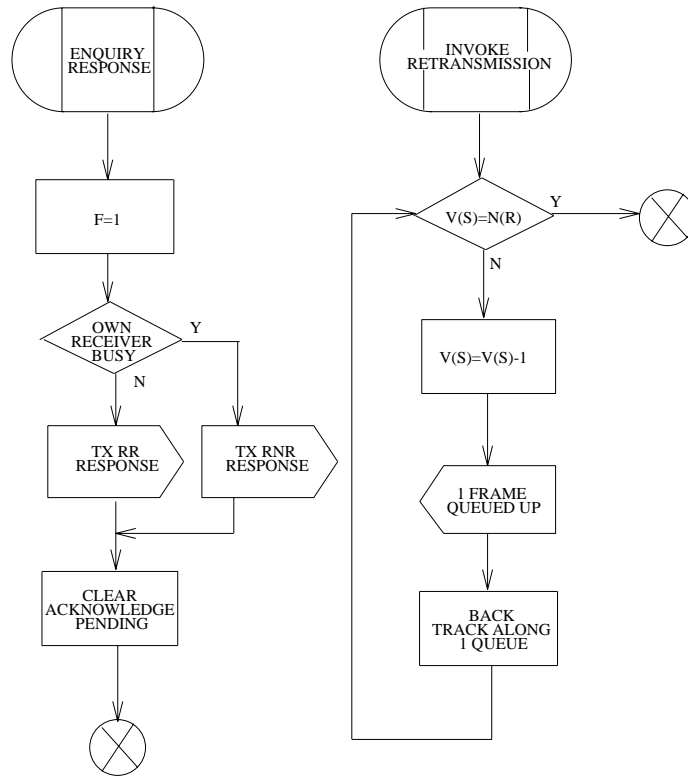 ENQUIRY
RESPONSE
F=1
OWN
RECEIVER
BUSY
Y
N
TX RR
RESPONSE
TX RNR
RESPONSE
CLEAR
ACKNOWLEDGE
PENDING
INVOKE
RETRANSMISSION
V(S)=N(R)
Y
N
V(S)=V(S)-1
1 FRAME
QUEUED UP
BACK
TRACK ALONG
1 QUEUE